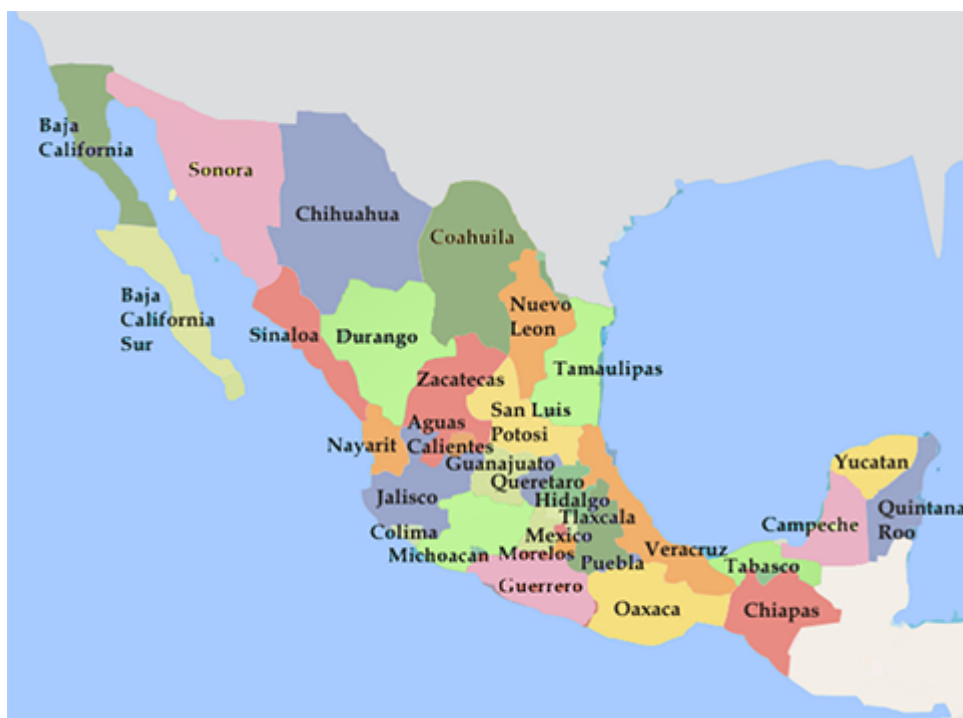 Baja
California
Sonora
Chihuahua
Coahuila
Baja
California
Sur
Sinaloa
Durango
Nuevo
Leon
Tamaulipas
Zacatecas
San Luis
Potosi
Nayarit
Aguas
Calientes
Guanajuato
Queretaro
Hidalgo
Tlaxcala
Jalisco
Colima
Michoacan
Mexico
Morelos
Puebla
Guerrero
Veracruz
Oaxaca
Tabasco
Chiapas
Campeche
Yucatan
Quintana
Roo